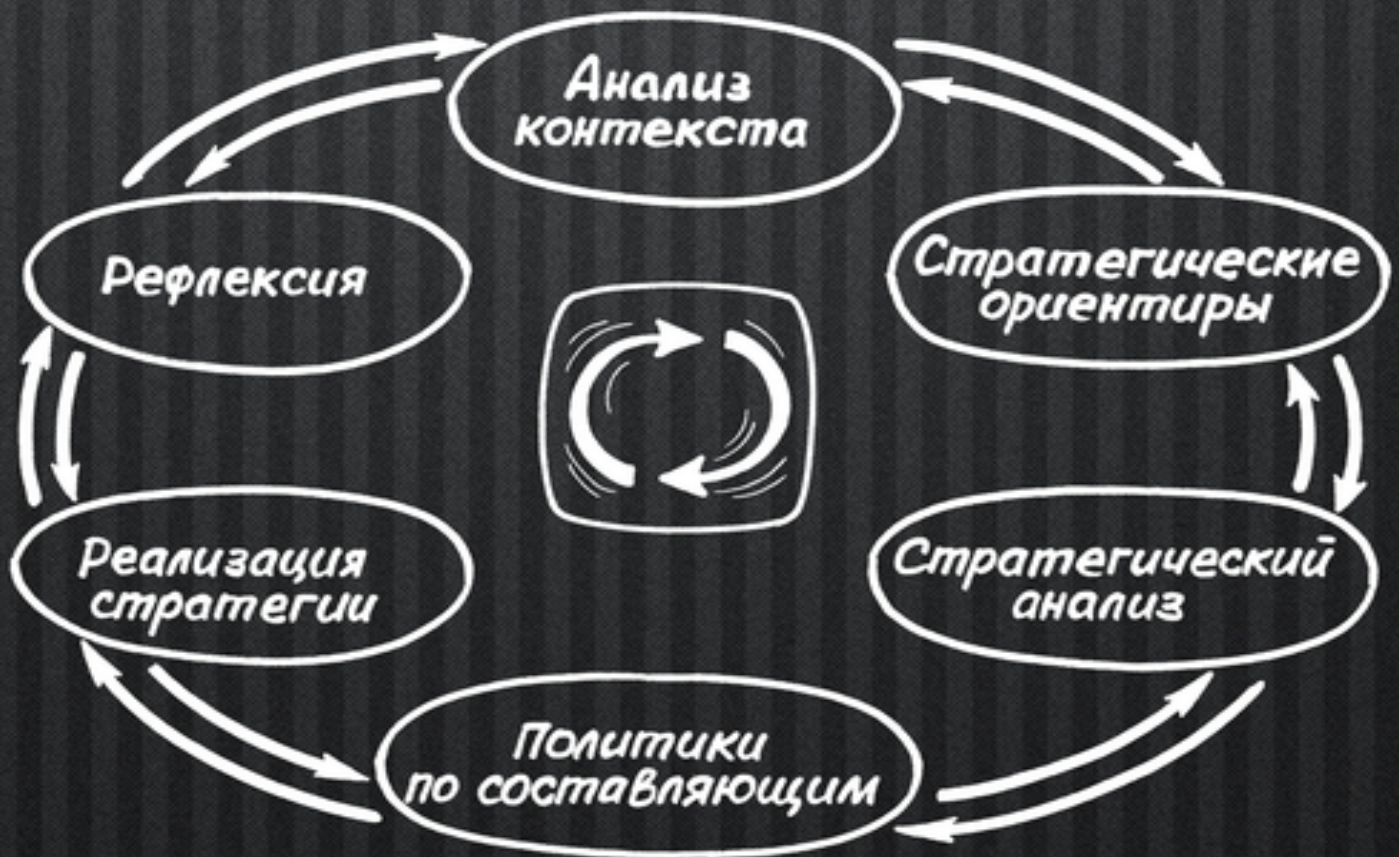 Анализ
контекста
Стратегические
ориентиры
Стратегический
анализ
Политики
по составляющим
Реализация
стратегии
Рефлексия